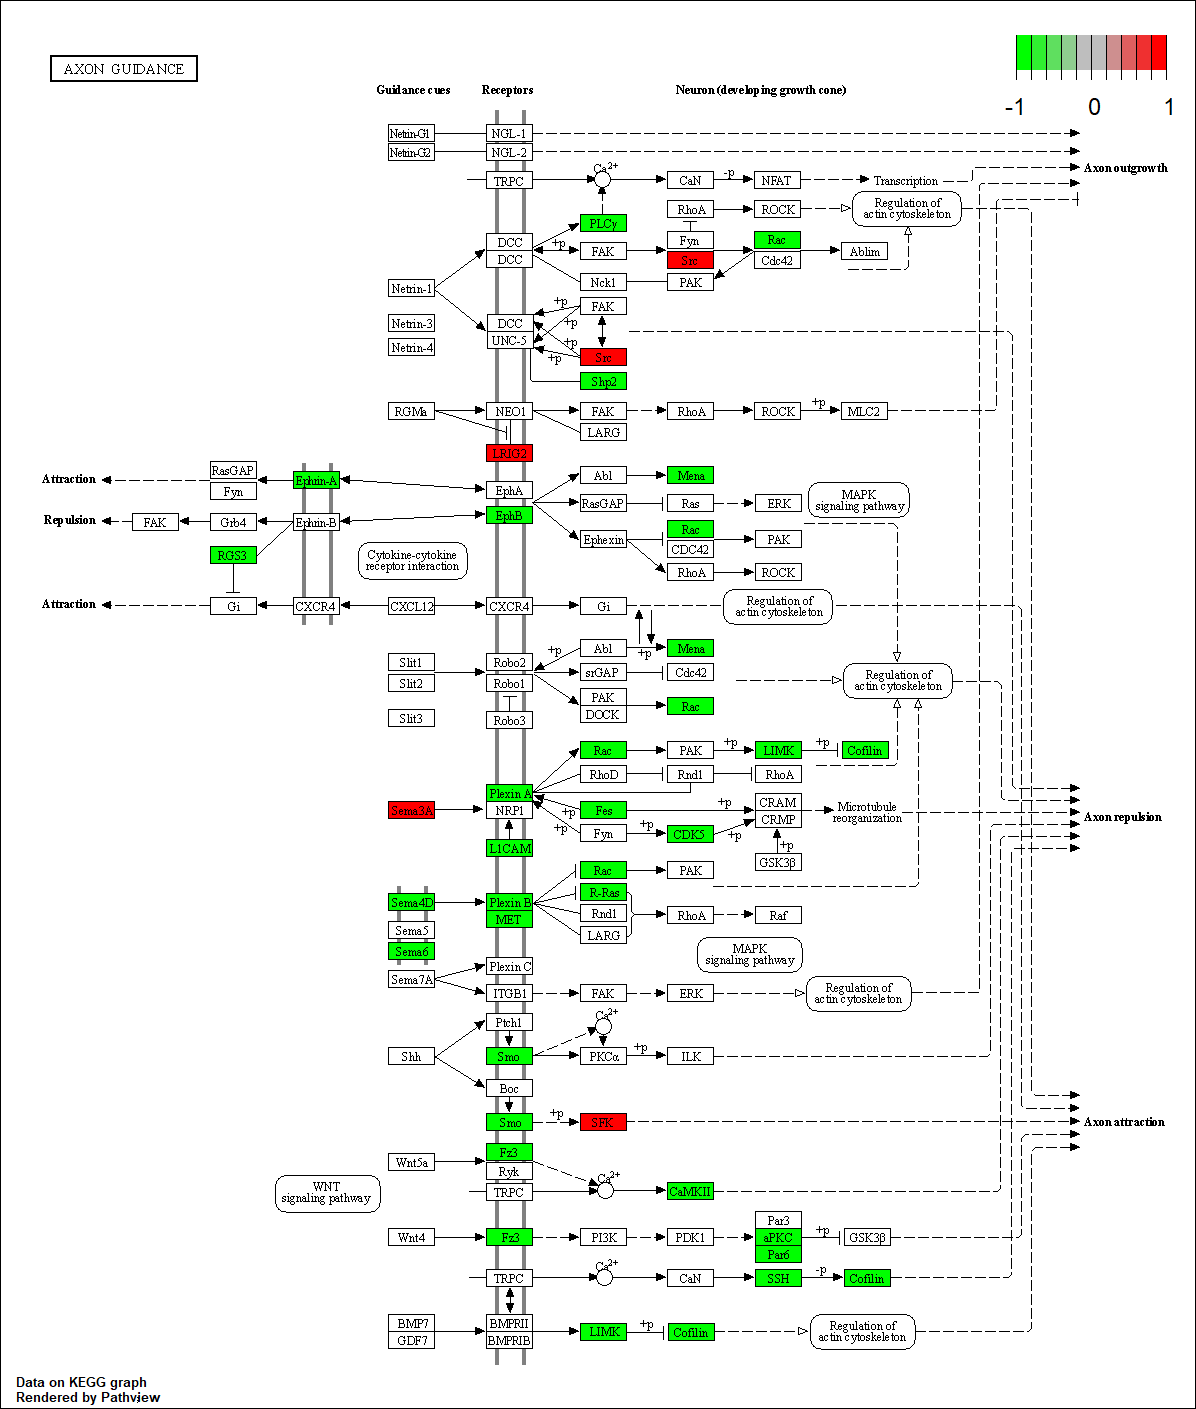 AXON GUIDANCE
-1 0 1
Guidance cues Receptors Neuron (developing growth cone)
Netrin-G1 NGL-1
Netrin-G2 NGL-2
Axon outgrowth
TRPC Ca2+ CaN -p NFAT Transcription
RhoA ROCK Regulation of
actin cytoskeleton
PLCγ
DCC +p FAK Fyn Rac Ablim
DCC Src Cdc42
Nck1 PAK
Netrin-1
+p FAK
Netrin-3 DCC +p
UNC-5 +p
Netrin-4 +p Src
Shp2
RGMa NEO1 FAK RhoA ROCK +p MLC2
LARG
LRIG2
Attraction RasGAP Ephrin-A Abl Mena
Fyn EphA RasGAP Ras ERK MAPK
signaling pathway
Repulsion FAK Grb4 Ephrin-B EphB
Rac
Ephexin CDC42 PAK
RGS3 Cytokine-cytokine
receptor interaction
RhoA ROCK
Attraction Gi CXCR4 CXCL12 CXCR4 Gi Regulation of
actin cytoskeleton
+p Abl +p Mena
Slit1 Robo2 srGAP Cdc42
Slit2 Robo1 Regulation of
actin cytoskeleton
PAK
DOCK Rac
Slit3 Robo3
Rac PAK +p LIMK +p Cofilin
RhoD Rnd1 RhoA
Plexin A
Sema3A NRP1 Fes +p CRAM Microtubule
reorganization
+p CRMP
+p Fyn +p CDK5 +p
Axon repulsion
L1CAM +p
GSK3β
Rac PAK
R-Ras
Sema4D Plexin B
MET Rnd1 RhoA Raf
Sema5 LARG
Sema6 MAPK
signaling pathway
Plexin C
Sema7A
ITGB1 FAK ERK Regulation of
actin cytoskeleton
Ptch1 Ca2+
Shh Smo PKCα +p ILK
Boc
Smo +p SFK Axon attraction
Fz3
Wnt5a Ryk
WNT
signaling pathway
TRPC Ca2+ CaMKII
Par3
Wnt4 Fz3 PI3K PDK1 aPKC +p GSK3β
Par6
TRPC Ca2+ CaN SSH -p Cofilin
BMP7 BMPRII
GDF7 BMPRIB LIMK +p Cofilin Regulation of
actin cytoskeleton
Data on KEGG graph
Rendered by Pathview